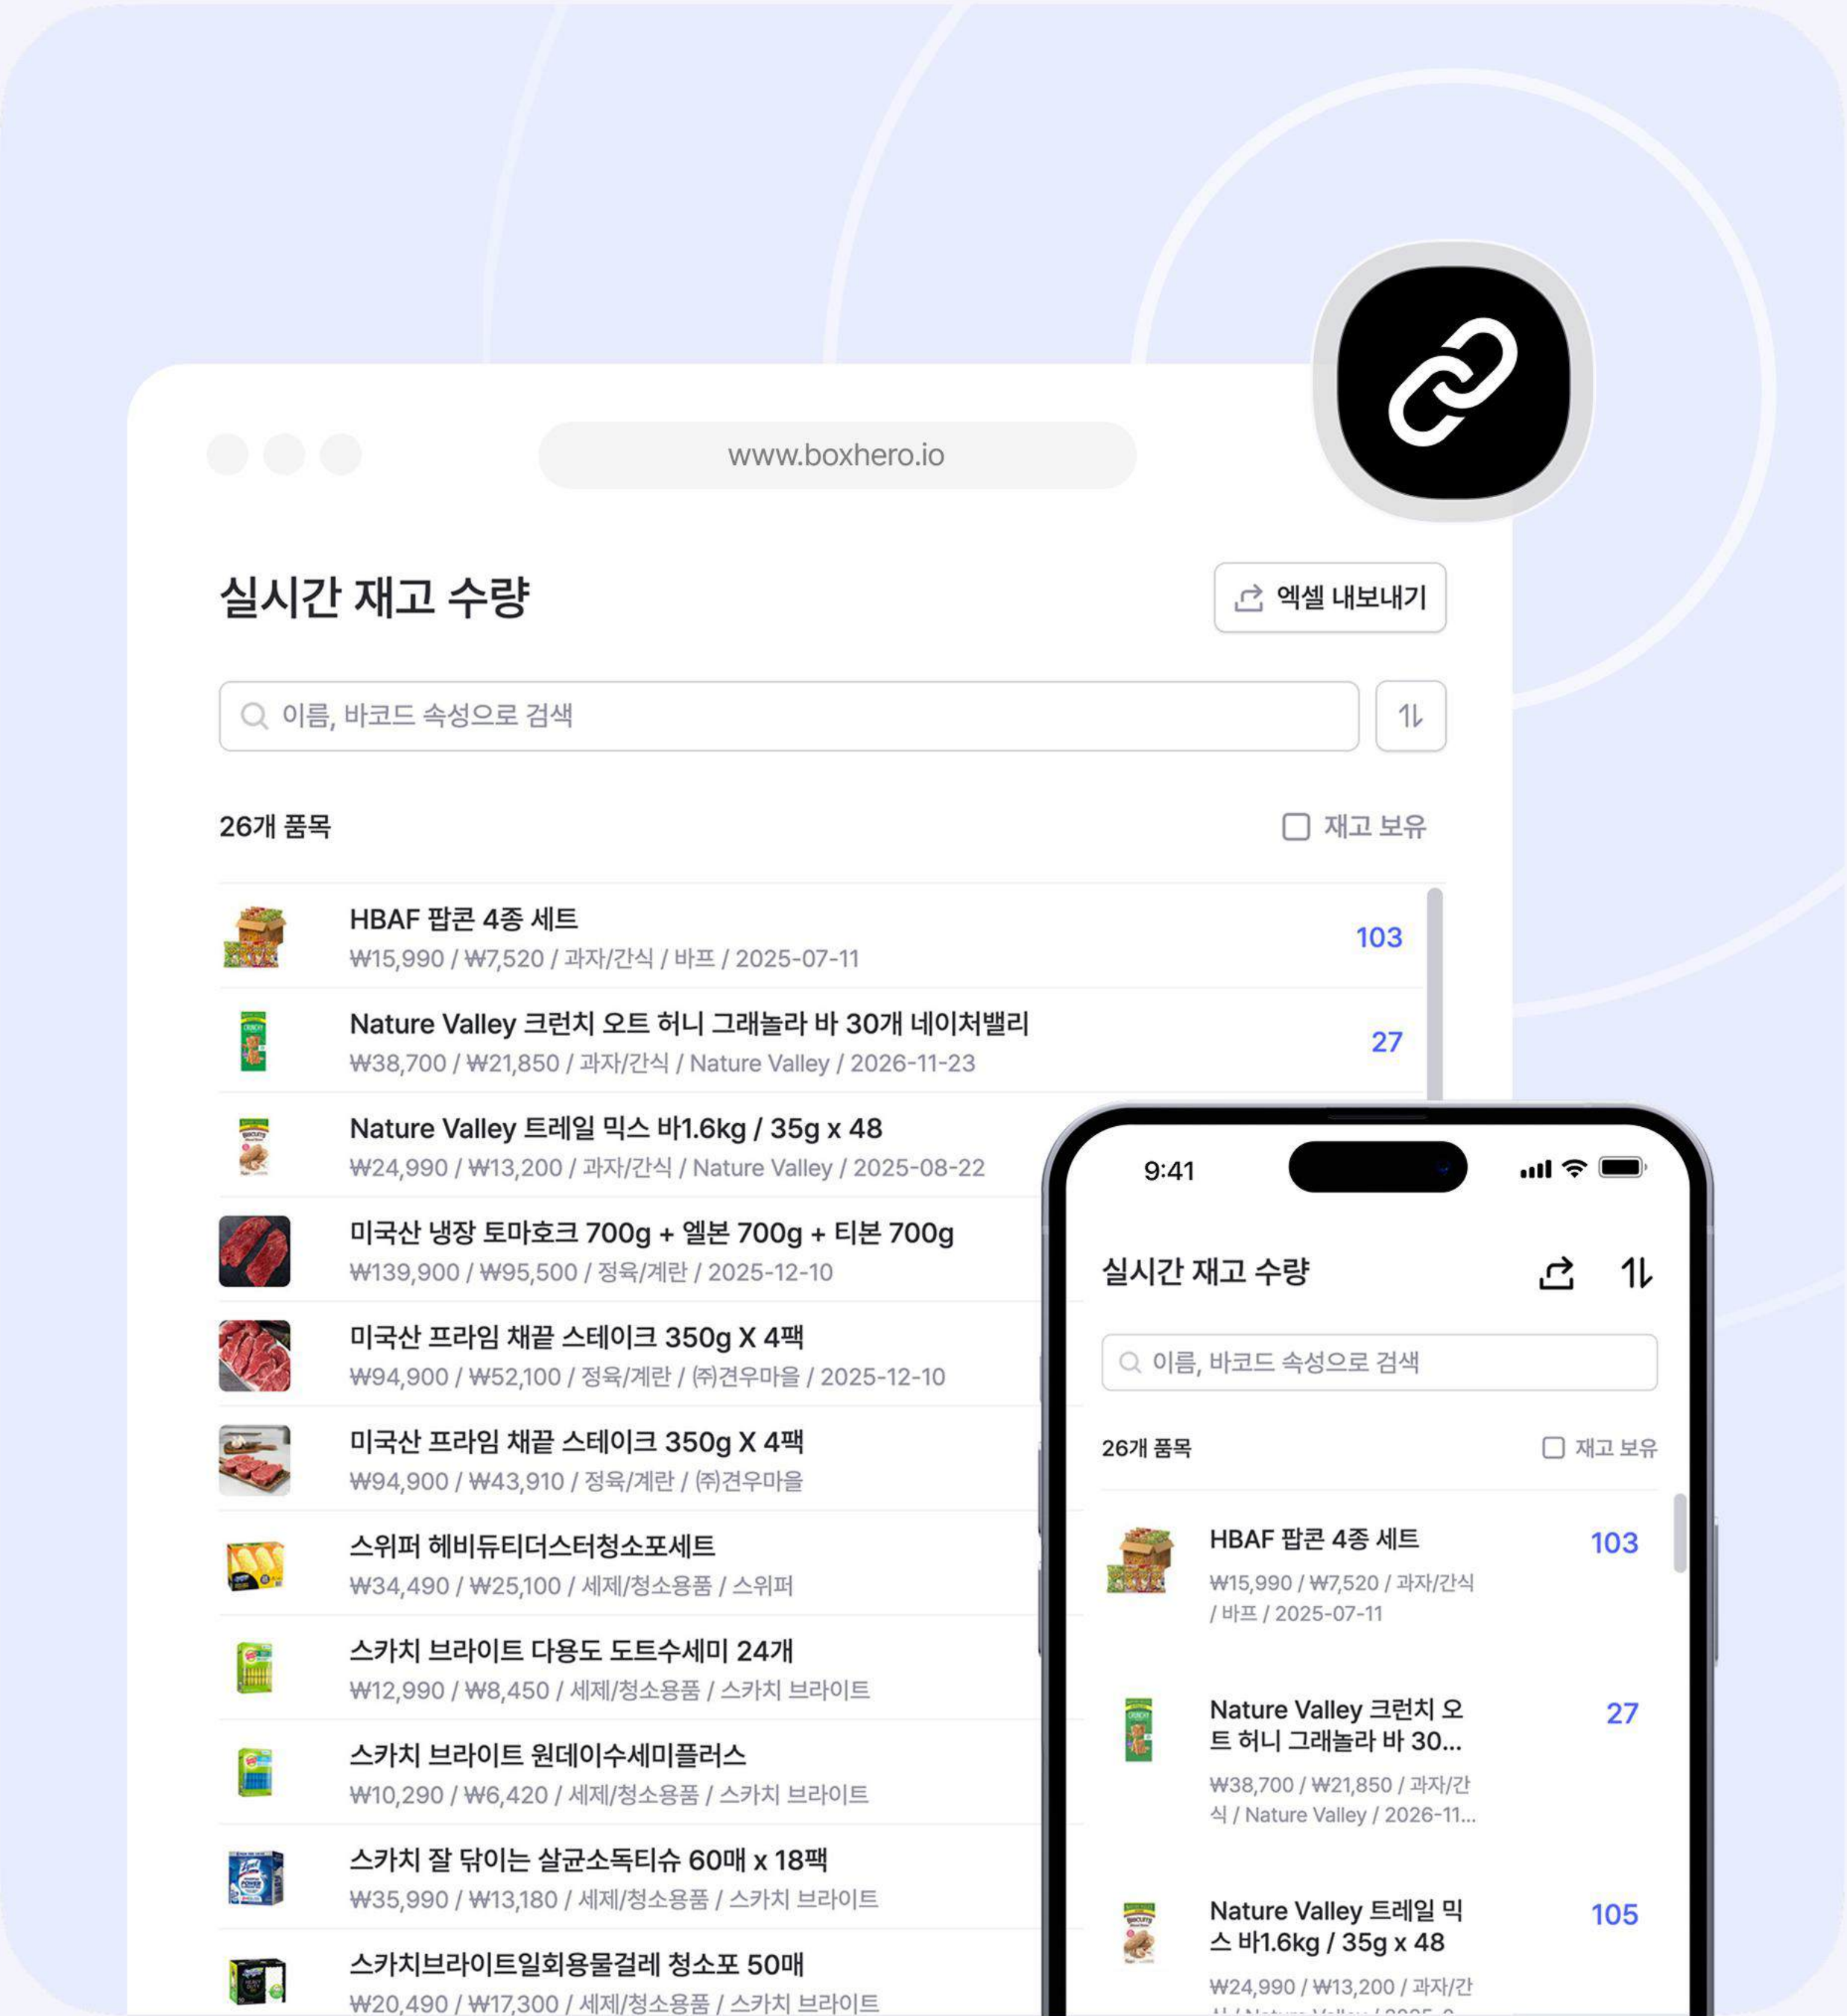 www.boxhero.io
실시간 재고 수량
엑셀 내보내기
이름, 바코드 속성으로 검색
26개 품목
재고 보유
HBAF 팝콘 4종 세트
103
₩15,990 / ₩7,520 / 과자/간식 / 바프 / 2025-07-11
Nature Valley 크런치 오트 허니 그래놀라 바 30개 네이처밸리
27
₩38,700 / ₩21,850 / 과자/간식 / Nature Valley / 2026-11-23
Nature Valley 트레일 믹스 바1.6kg / 35g x 48
₩24,990 / ₩13,200 / 과자/간식 / Nature Valley / 2025-08-22
미국산 냉장 토마호크 700g + 엘본 700g + 티본 700g
₩139,900 / ₩95,500 / 정육/계란 / 2025-12-10
미국산 프라임 채끝 스테이크 350g X 4팩
₩94,900 / ₩52,100 / 정육/계란 / ㈜견우마을 / 2025-12-10
미국산 프라임 채끝 스테이크 350g X 4팩
₩94,900 / ₩43,910 / 정육/계란 / ㈜견우마을
스위퍼 헤비듀티더스터청소포세트
₩34,490 / ₩25,100 / 세제/청소용품 / 스위퍼
스카치 브라이트 다용도 도트수세미 24개
₩12,990 / ₩8,450 / 세제/청소용품 / 스카치 브라이트
스카치 브라이트 원데이수세미플러스
₩10,290 / ₩6,420 / 세제/청소용품 / 스카치 브라이트
스카치 잘 닦이는 살균소독티슈 60매 x 18팩
₩35,990 / ₩13,180 / 세제/청소용품 / 스카치 브라이트
스카치브라이트일회용물걸레 청소포 50매
₩20,490 / ₩17,300 / 세제/청소용품 / 스카치 브라이트
9:41
실시간 재고 수량
이름, 바코드 속성으로 검색
26개 품목
재고 보유
HBAF 팝콘 4종 세트
103
₩15,990 / ₩7,520 / 과자/간식
/ 바프 / 2025-07-11
Nature Valley 크런치 오
27
트 허니 그래놀라 바 30...
₩38,700 / ₩21,850 / 과자/간
식 / Nature Valley / 2026-11...
Nature Valley 트레일 믹
105
스 바1.6kg / 35g x 48
₩24,990 / ₩13,200 / 과자/간